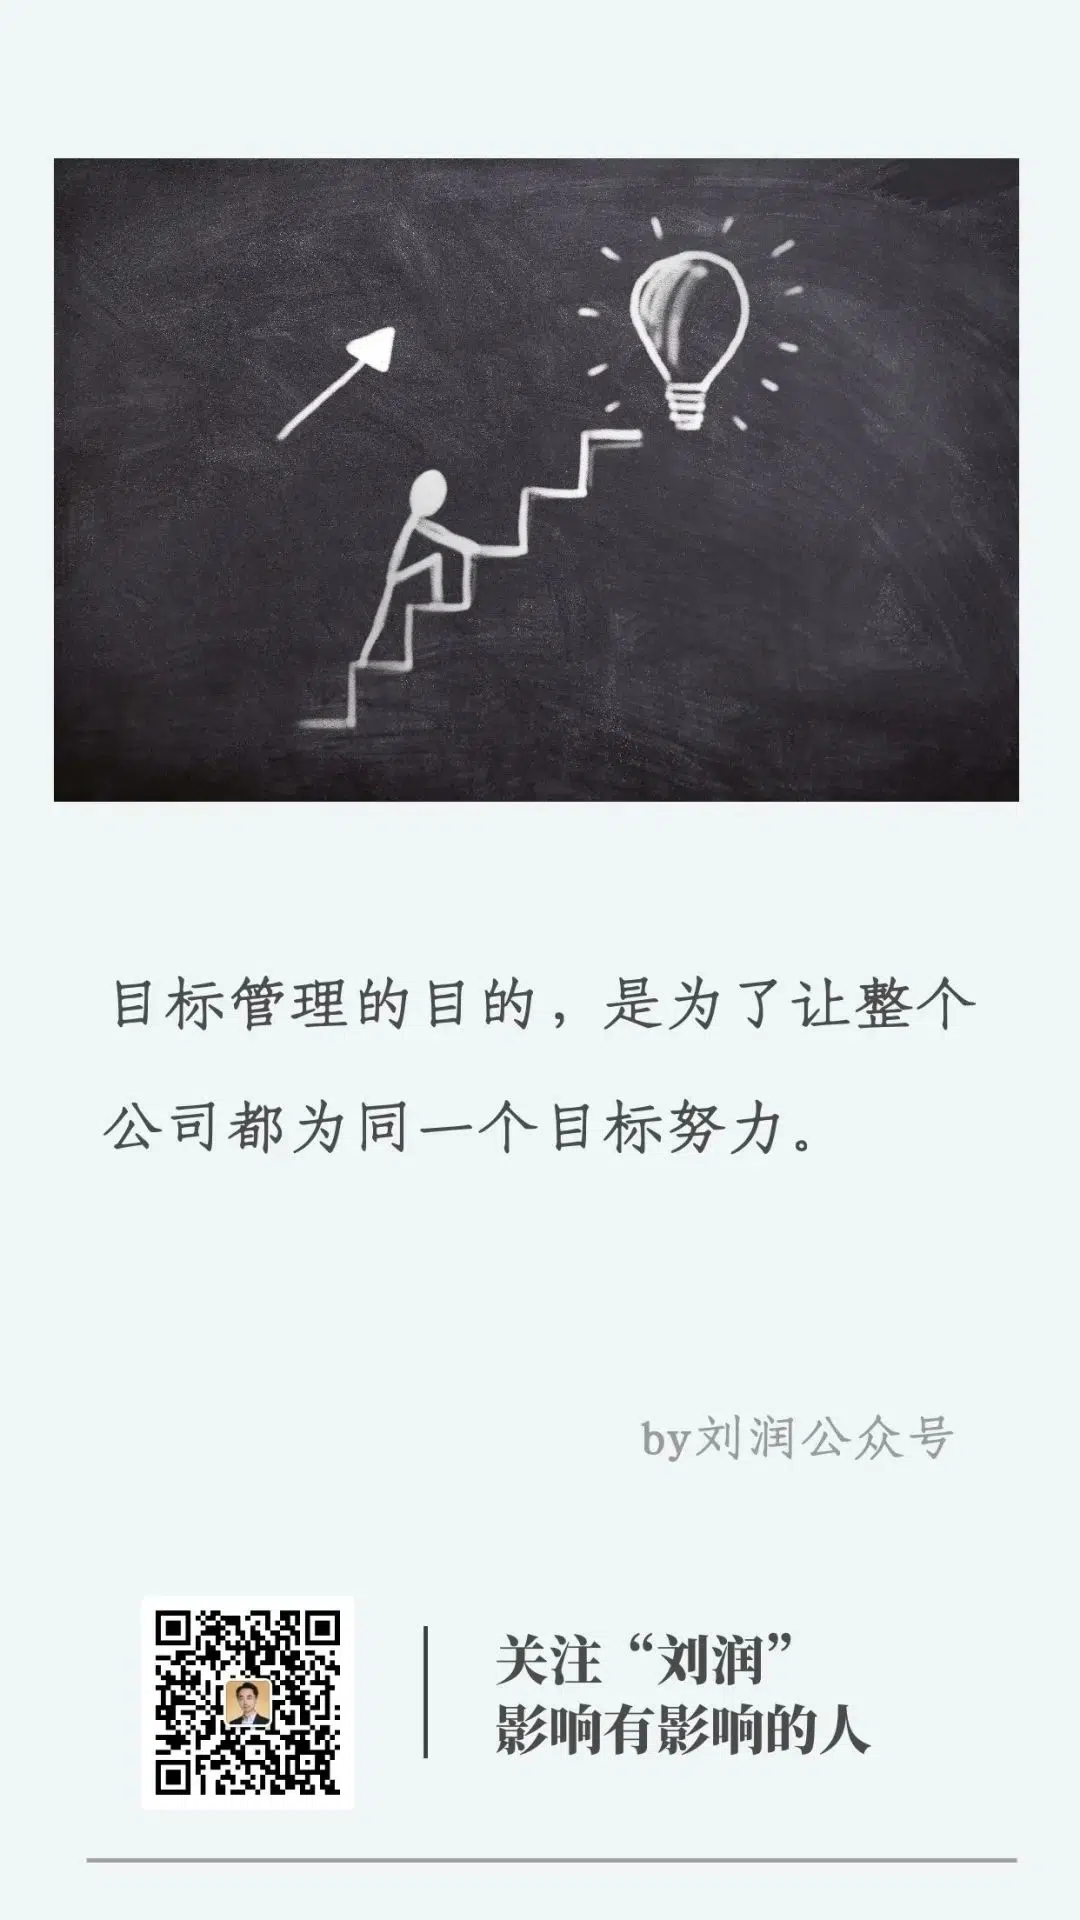 目标管理的目的，是为了让整个
公司都为同一个目标努力。
by刘润公众号
关注“刘润”
影响有影响的人